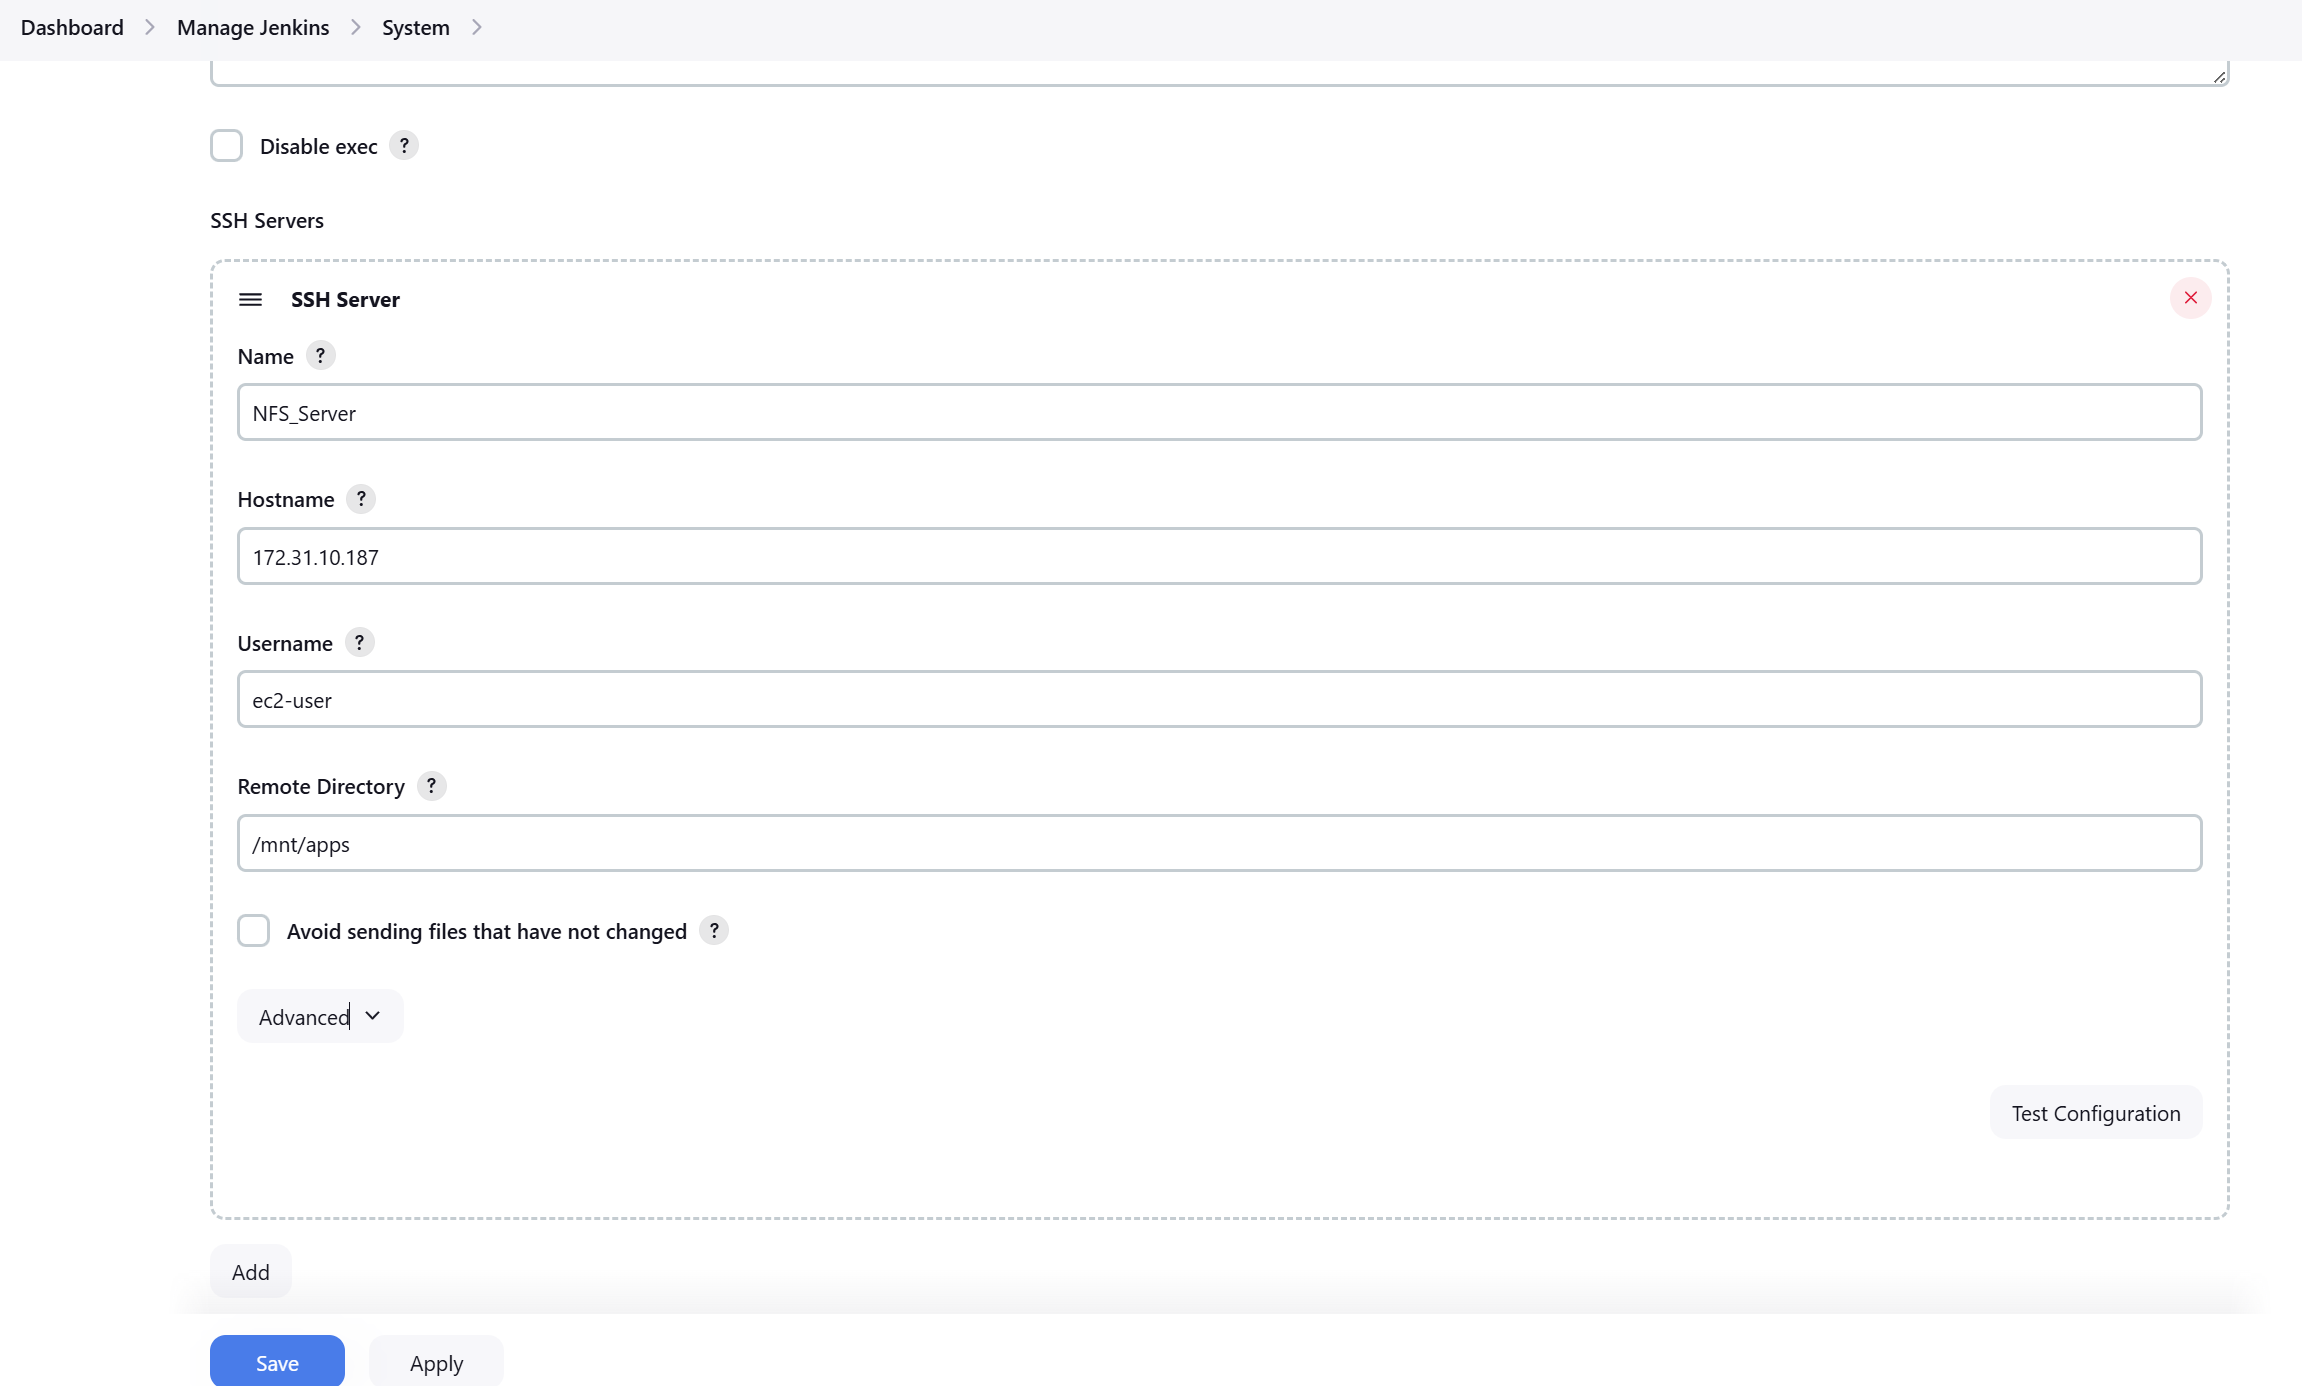 Dashboard > Manage Jenkins > System >
Disable exec ?
SSH Servers
SSH Server
Name ?
NFS_Server
Hostname ?
172.31.10.187
Username ?
ec2-user
Remote Directory ?
/mnt/apps
Avoid sending files that have not changed ?
Advanced
Test Configuration
Add
Save Apply